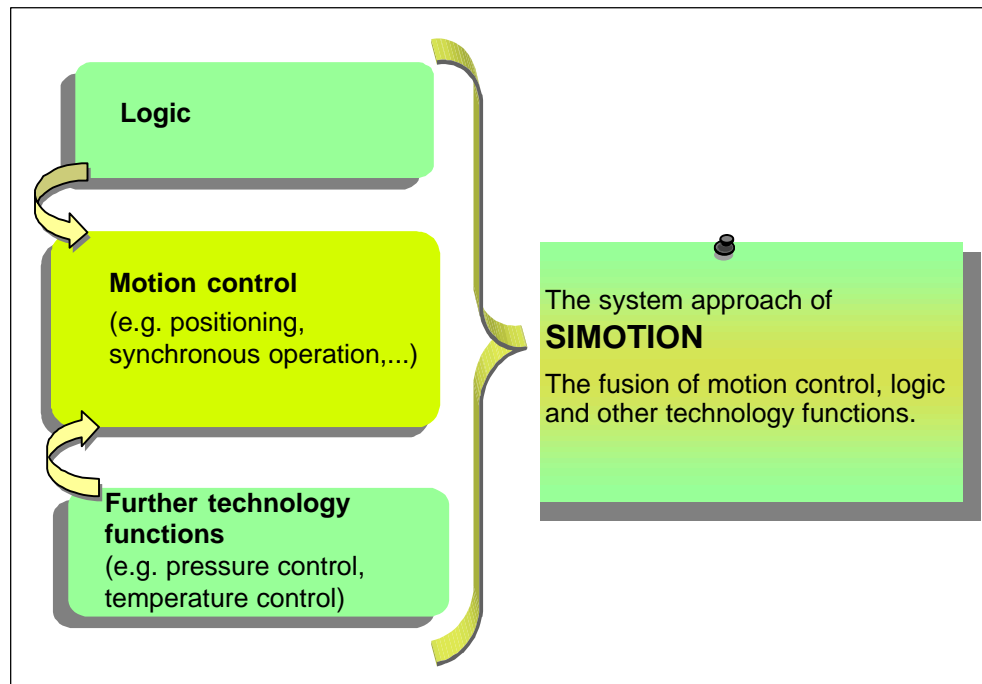 Logic
Motion control
(e.g. positioning,
synchronous operation,...)
Further technology
functions
(e.g. pressure control,
temperature control)
The system approach of
SIMOTION
The fusion of motion control, logic
and other technology functions.